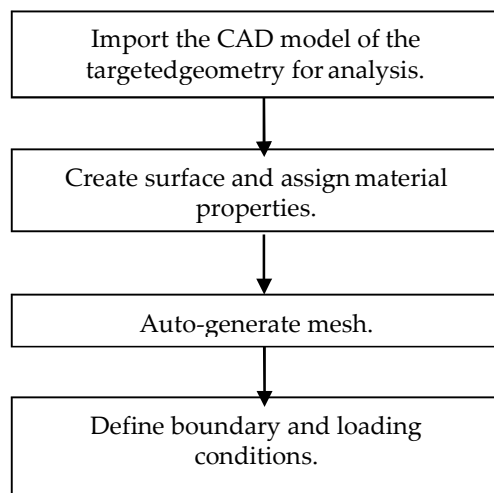 Import the CAD model of the
targetedgeometry for analysis.
Create surface and assign material
properties.
Auto-generate mesh.
Define boundary and loading
conditions.